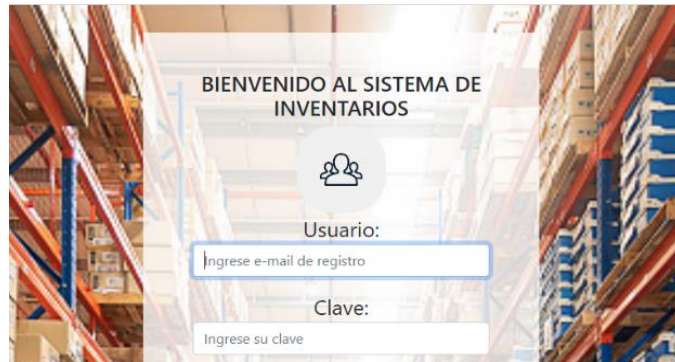 BIENVENIDO AL SISTEMA DE
INVENTARIOS
Usuario:
Ingrese e-mail de registro
Clave:
Ingrese su clave